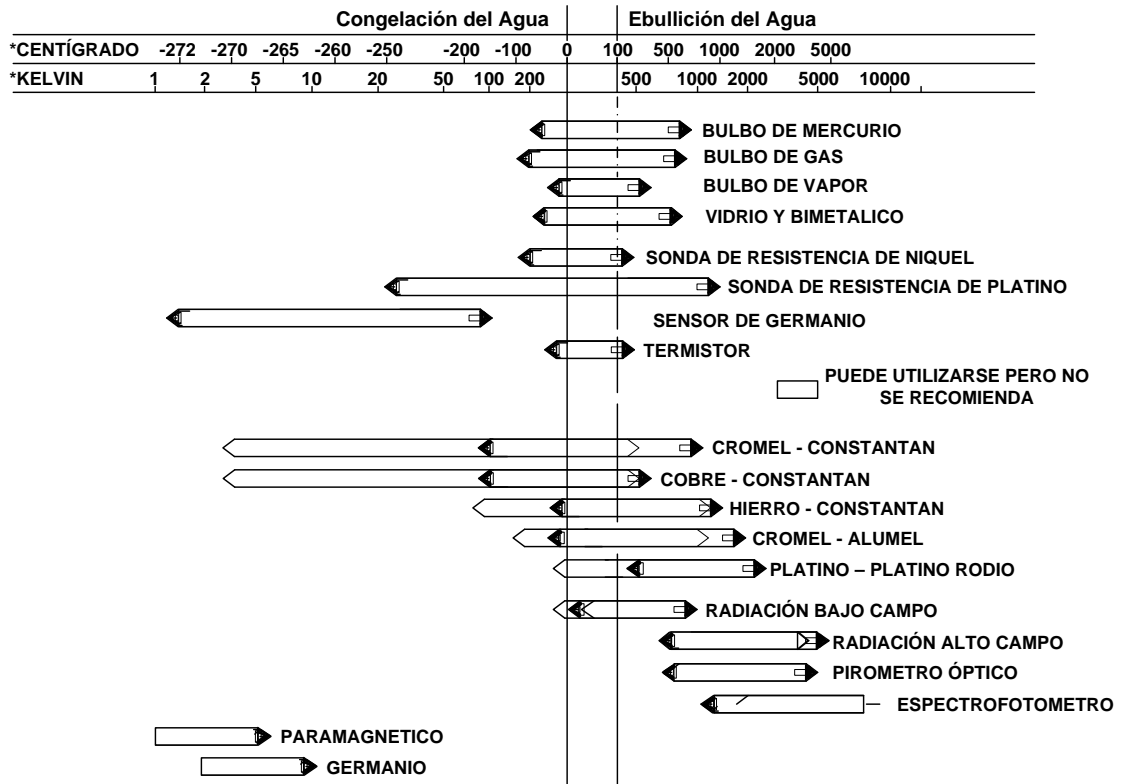 Congelación del Agua Ebullición del Agua
*CENTÍGRADO -272 -270 -265 -260 -250 -200 -100 0 100 500 1000 2000 5000
*KELVIN 1 2 5 10 20 50 100 200 500 1000 2000 5000 10000
BULBO DE MERCURIO
BULBO DE GAS
BULBO DE VAPOR
VIDRIO Y BIMETALICO
SONDA DE RESISTENCIA DE NIQUEL
SONDA DE RESISTENCIA DE PLATINO
SENSOR DE GERMANIO
TERMISTOR
PUEDE UTILIZARSE PERO NO
SE RECOMIENDA
CROMEL - CONSTANTAN
COBRE - CONSTANTAN
HIERRO - CONSTANTAN
CROMEL - ALUMEL
PLATINO – PLATINO RODIO
RADIACIÓN BAJO CAMPO
RADIACIÓN ALTO CAMPO
PIROMETRO ÓPTICO
ESPECTROFOTOMETRO
PARAMAGNETICO
GERMANIO